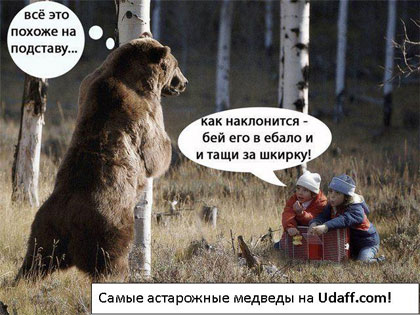 всё это
похоже на
подставу...
как наклонится -
бей его в ебало и
и тащи за шкирку!
Самые астарожные медведы на Udaff.com!